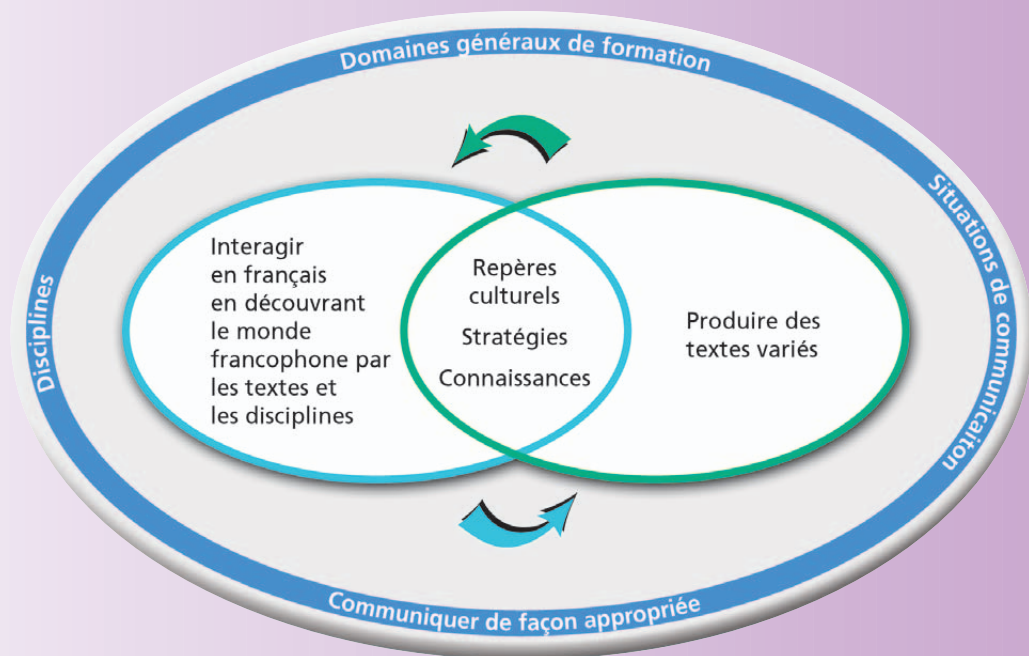 Domaines généraux de formation
Disciplines
Situations de communicaiton
Interagir
en français
en découvrant
le monde
francophone par
les textes et
les disciplines
Repères
culturels
Stratégies
Connaissances
Produire des
textes variés
Communiquer de façon appropriée